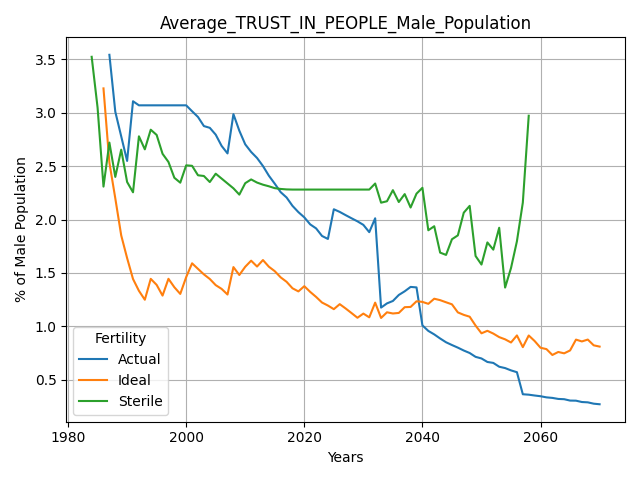 Average_TRUST_IN_PEOPLE_Male_Population
% of Male Population
3.5
3.0
2.5
2.0
1.5
1.0
0.5
Fertility
Actual
Ideal
Sterile
1980
2000
2020
2040
2060
Years